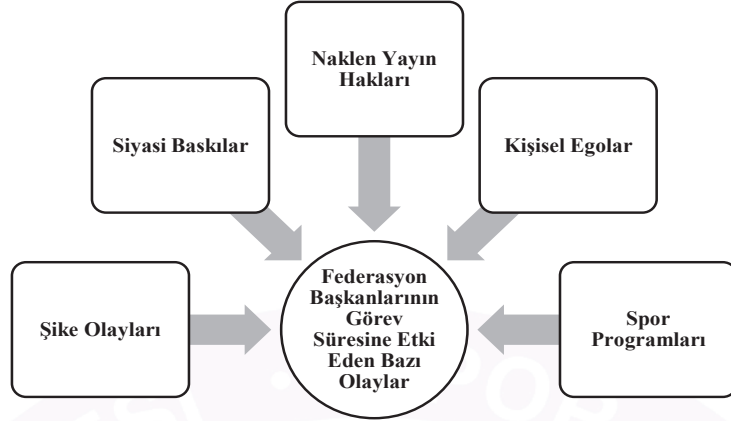 Naklen Yayın
Hakları
Siyasi Baskılar
Kişisel Egolar
Şike Olayları
Federasyon
Başkanlarının
Görev
Süresine Etki
Eden Bazı
Olaylar
Spor
Programları